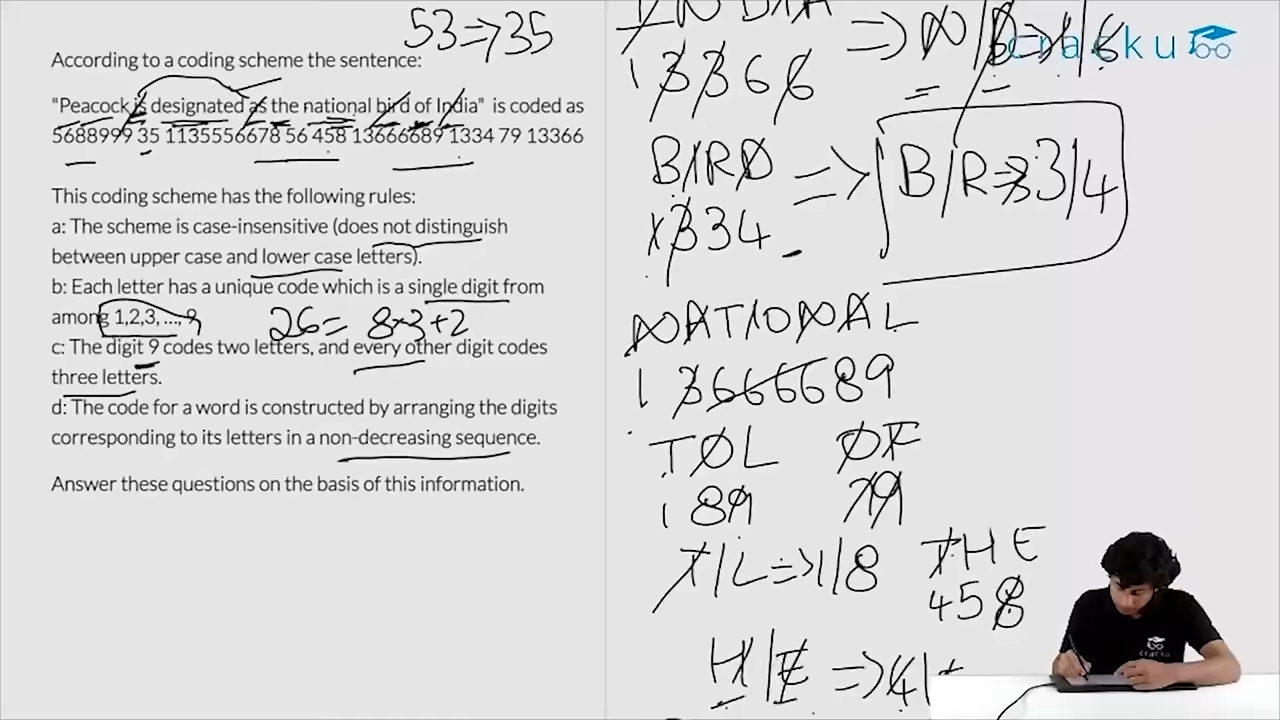 53⇒35
According to a coding scheme the sentence:
"Peacock is designated as the national bird of India" is coded as
5688999 35 1135556678 56 458 13666689 1334 79 13366
This coding scheme has the following rules:
a: The scheme is case-insensitive (does not distinguish
between upper case and lower case letters).
b: Each letter has a unique code which is a single digit from
among 1,2,3, ..., 9.
26= 8×3+2
c: The digit 9 codes two letters, and every other digit codes
three letters.
d: The code for a word is constructed by arranging the digits
corresponding to its letters in a non-decreasing sequence.
Answer these questions on the basis of this information.
INDIA ⇒ N/D⇒1/6
13366
cracku
BIRD ⇒ B/R⇒3/4
1334
NATIONAL
13666689
TOL OF
189 79
T/L⇒1/8 THE
458
H/E ⇒4/
cracku